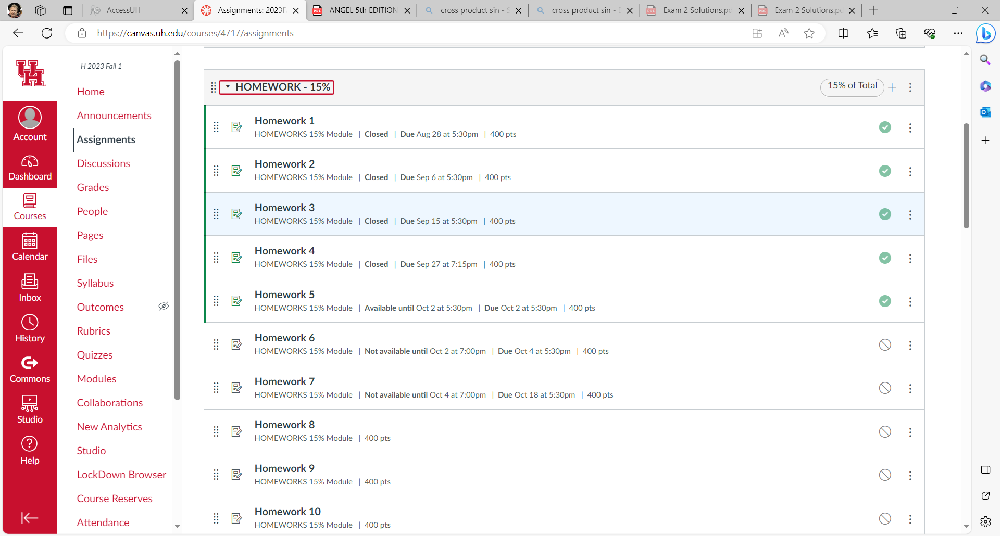 AccessUH
Assignments: 2023F
ANGEL 5th EDITION
cross product sin - S
cross product sin - E
Exam 2 Solutions.pd
Exam 2 Solutions.pd
https://canvas.uh.edu/courses/4717/assignments
H 2023 Fall 1
Account
Dashboard
Courses
Calendar
Inbox
History
Commons
Studio
Help
Home
Announcements
Assignments
Discussions
Grades
People
Pages
Files
Syllabus
Outcomes
Rubrics
Quizzes
Modules
Collaborations
New Analytics
Studio
LockDown Browser
Course Reserves
Attendance
HOMEWORK - 15%
15% of Total
Homework 1
HOMEWORKS 15% Module | Closed | Due Aug 28 at 5:30pm | 400 pts
Homework 2
HOMEWORKS 15% Module | Closed | Due Sep 6 at 5:30pm | 400 pts
Homework 3
HOMEWORKS 15% Module | Closed | Due Sep 15 at 5:30pm | 400 pts
Homework 4
HOMEWORKS 15% Module | Closed | Due Sep 27 at 7:15pm | 400 pts
Homework 5
HOMEWORKS 15% Module | Available until Oct 2 at 5:30pm | Due Oct 2 at 5:30pm | 400 pts
Homework 6
HOMEWORKS 15% Module | Not available until Oct 2 at 7:00pm | Due Oct 4 at 5:30pm | 400 pts
Homework 7
HOMEWORKS 15% Module | Not available until Oct 4 at 7:00pm | Due Oct 18 at 5:30pm | 400 pts
Homework 8
HOMEWORKS 15% Module | 400 pts
Homework 9
HOMEWORKS 15% Module | 400 pts
Homework 10
HOMEWORKS 15% Module | 400 pts